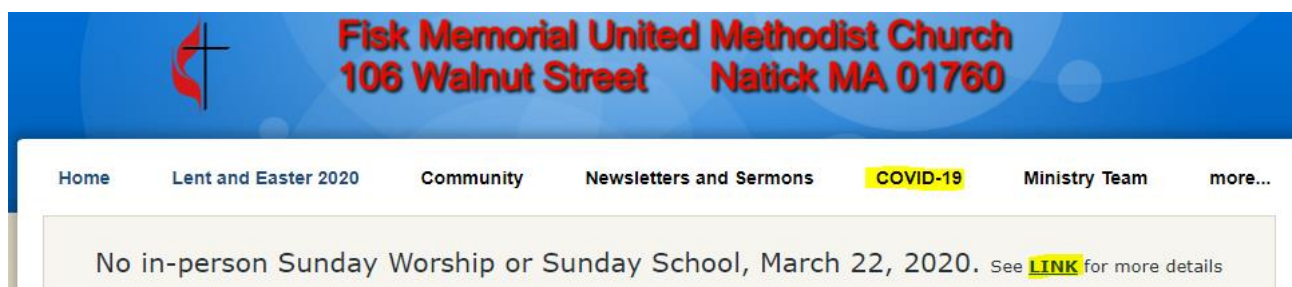 Fisk Memorial United Methodist Church
106 Walnut Street Natick MA 01760
Home Lent and Easter 2020 Community Newsletters and Sermons COVID-19 Ministry Team more...
No in-person Sunday Worship or Sunday School, March 22, 2020. See LINK for more details